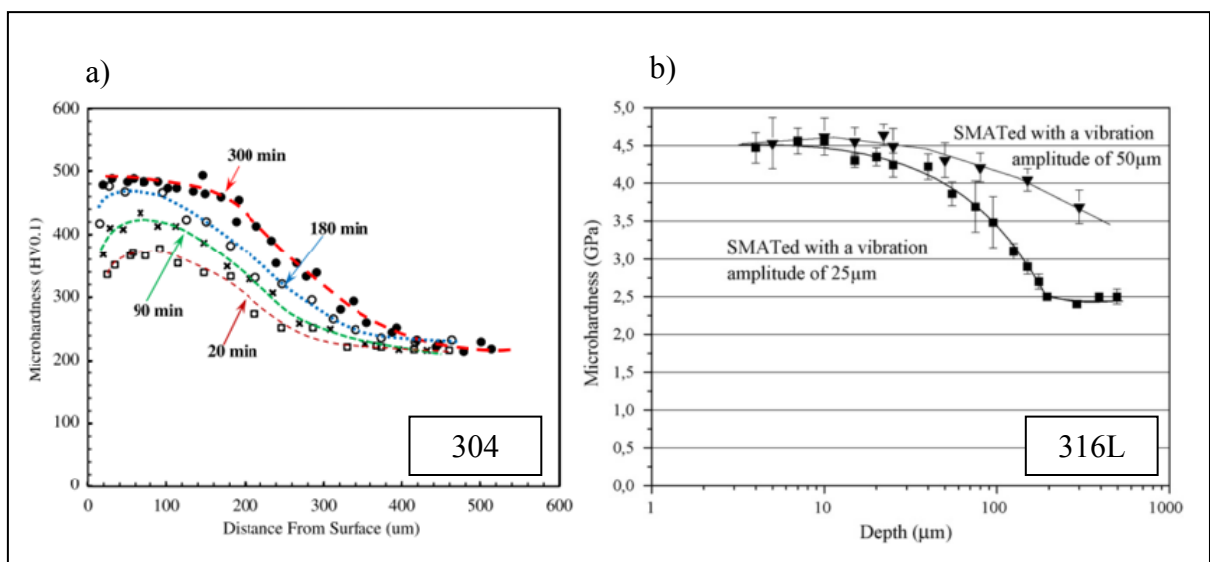 a)
b)
600
500
400
300
200
100
0
Microhardness (HV0.1)
300 min
180 min
90 min
20 min
304
0
100
200
300
400
500
600
Distance From Surface (um)
5,0
4,5
4,0
3,5
3,0
2,5
2,0
1,5
1,0
0,5
0,0
Microhardness (GPa)
SMATed with a vibration
amplitude of 50μm
SMATed with a vibration
amplitude of 25μm
316L
1
10
100
1000
Depth (μm)